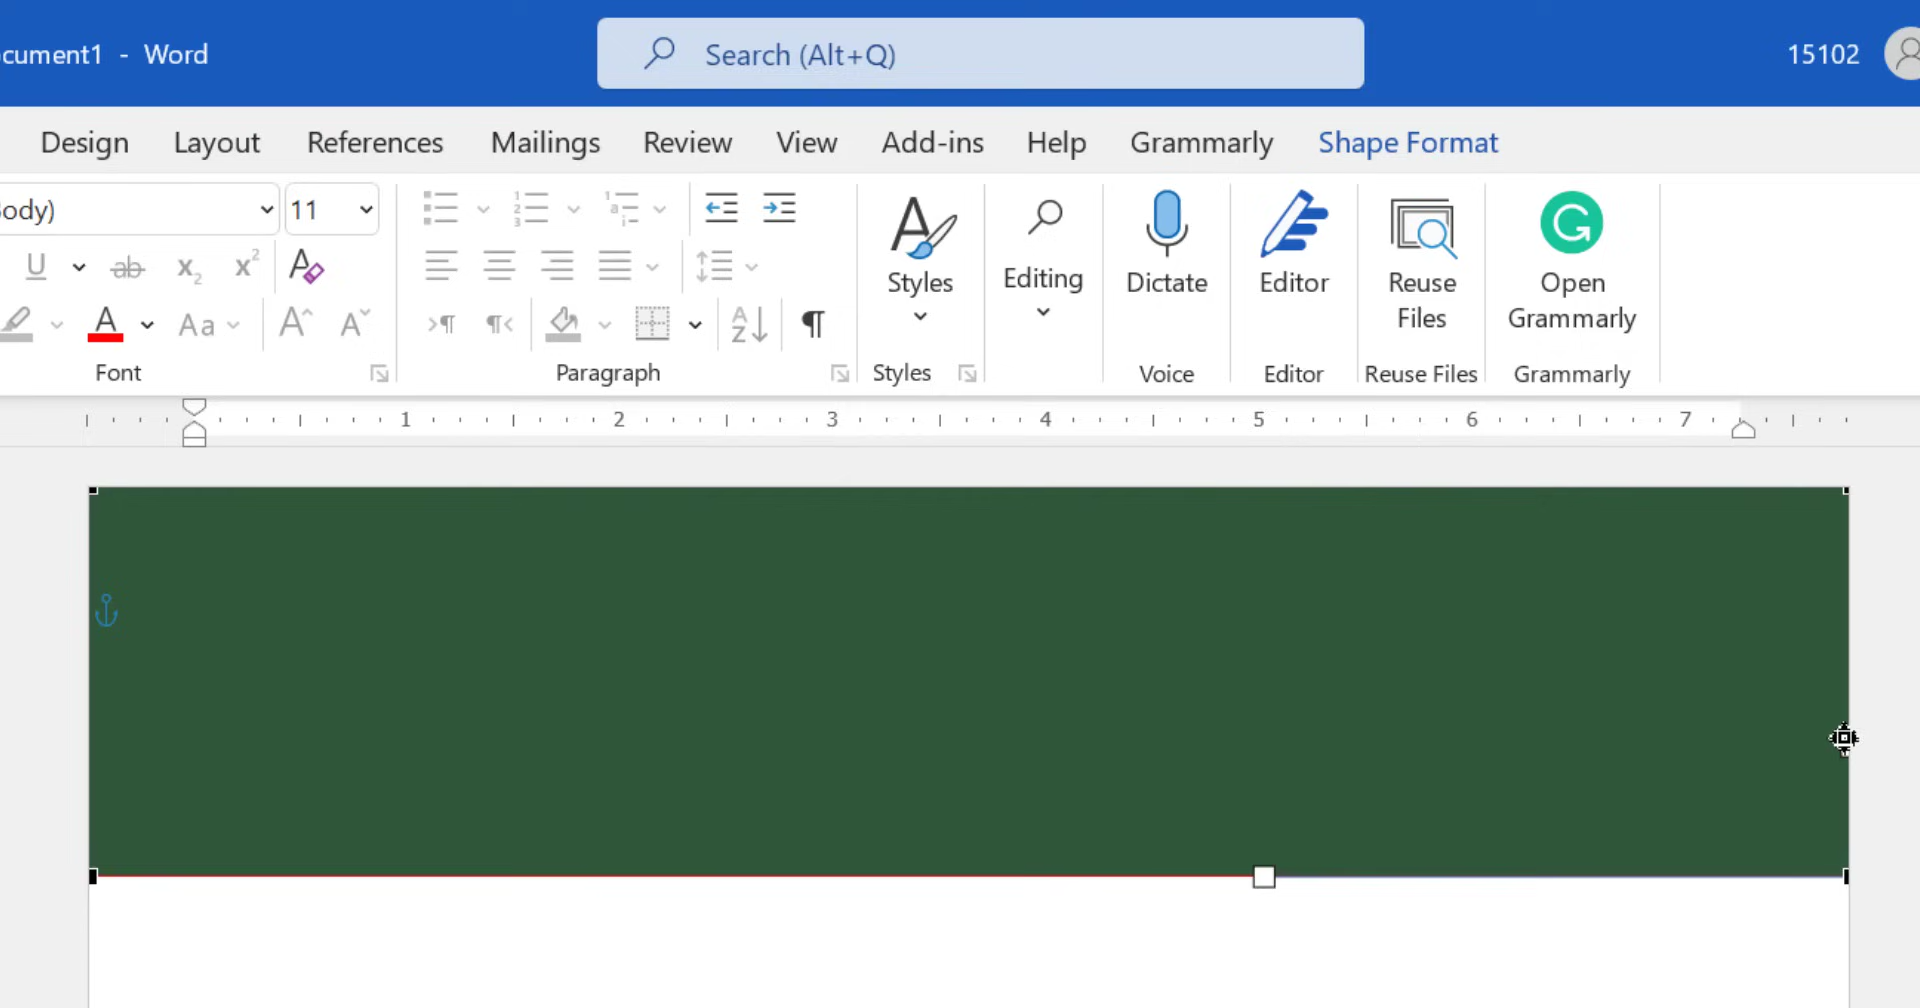 cument1 - Word
Search (Alt+Q)
15102
Design Layout References Mailings Review View Add-ins Help Grammarly Shape Format
ody) 11
Styles
Editing
Dictate
Editor
Reuse
Files
Open
Grammarly
Font Paragraph Styles Voice Editor Reuse Files Grammarly
1 2 3 4 5 6 7